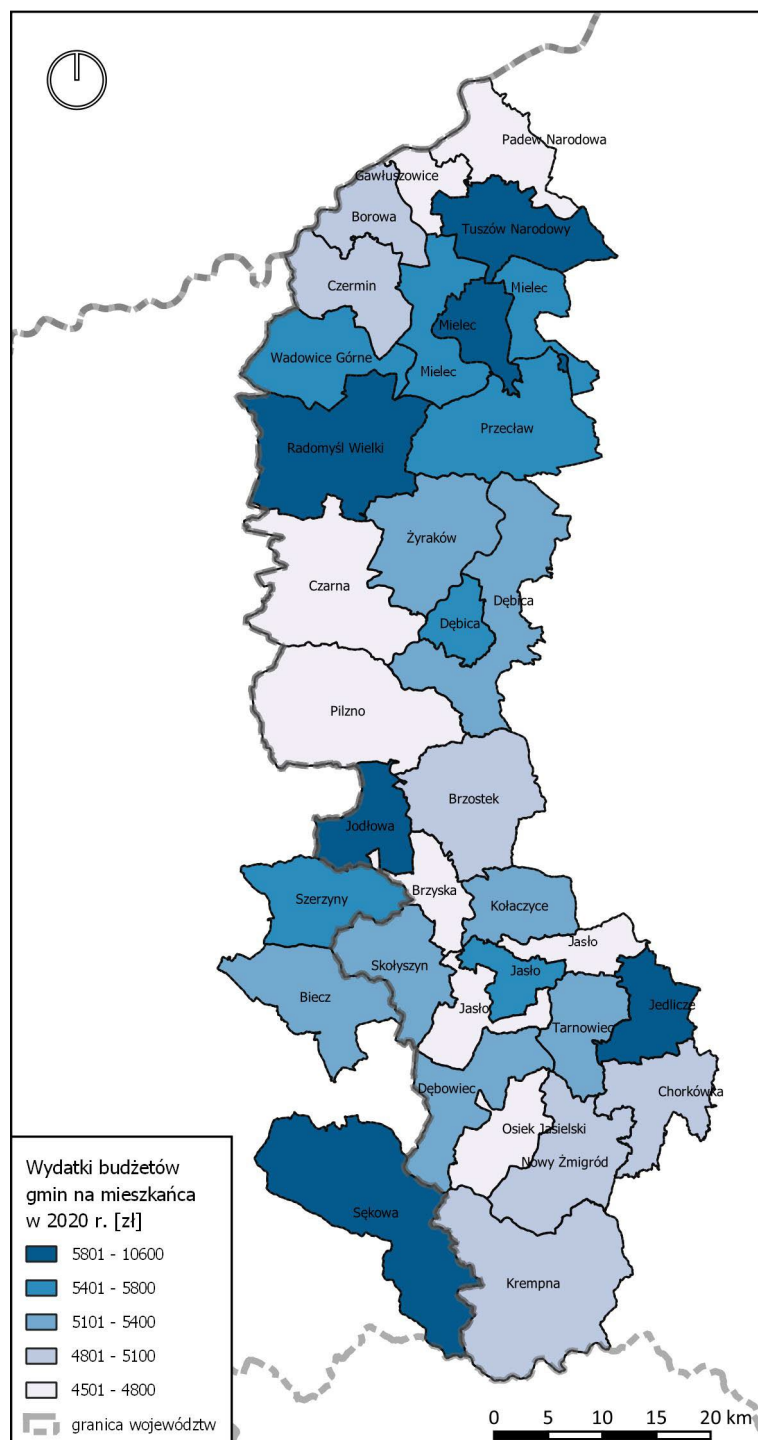 Padew Narodowa
Gawłuszowice
Borowa
Tuszów Narodowy
Czermin
Mielec
Mielec
Wadowice Górne
Mielec
Przecław
Radomyśl Wielki
Żyraków
Czarna
Dębica
Dębica
Pilzno
Brzostek
Jodłowa
Brzyska
Szerzyny
Kołaczyce
Jasło
Skołyszyn
Jasło
Biecz
Jasło
Jedlicze
Tarnowiec
Dębowiec
Chorkówka
Osiek Jasielski
Nowy Żmigród
Sękowa
Krempna
Wydatki budżetów
gmin na mieszkańca
w 2020 r. [zł]
5801 - 10600
5401 - 5800
5101 - 5400
4801 - 5100
4501 - 4800
granica województw
0 5 10 15 20 km